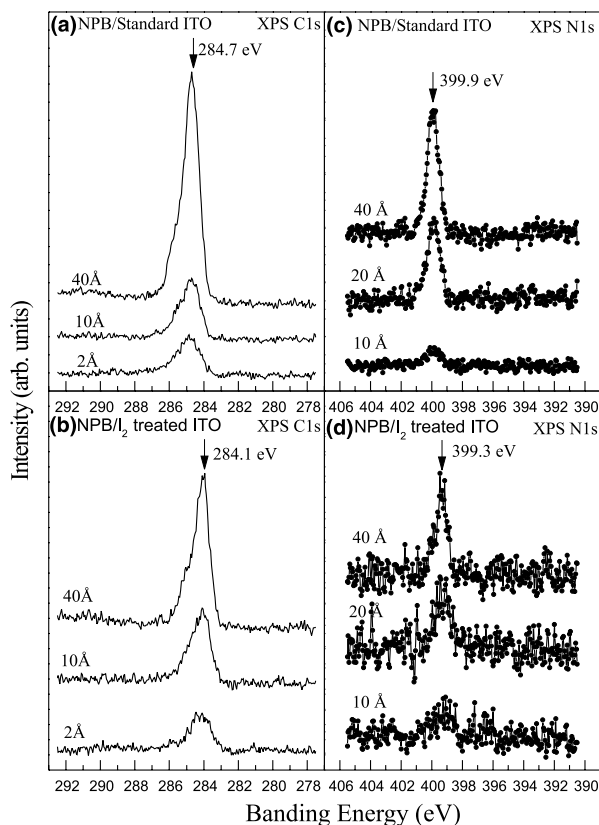 (a) NPB/Standard ITO XPS C1s
284.7 eV
40Å
10Å
2Å
292 290 288 286 284 282 280 278
(c) NPB/Standard ITO XPS N1s
399.9 eV
40 Å
20 Å
10 Å
406 404 402 400 398 396 394 392 390
(b) NPB/I₂ treated ITO XPS C1s
284.1 eV
40Å
10Å
2Å
292 290 288 286 284 282 280 278
(d) NPB/I₂ treated ITO XPS N1s
399.3 eV
40 Å
20 Å
10 Å
406 404 402 400 398 396 394 392 390
Intensity (arb. units)
Banding Energy (eV)